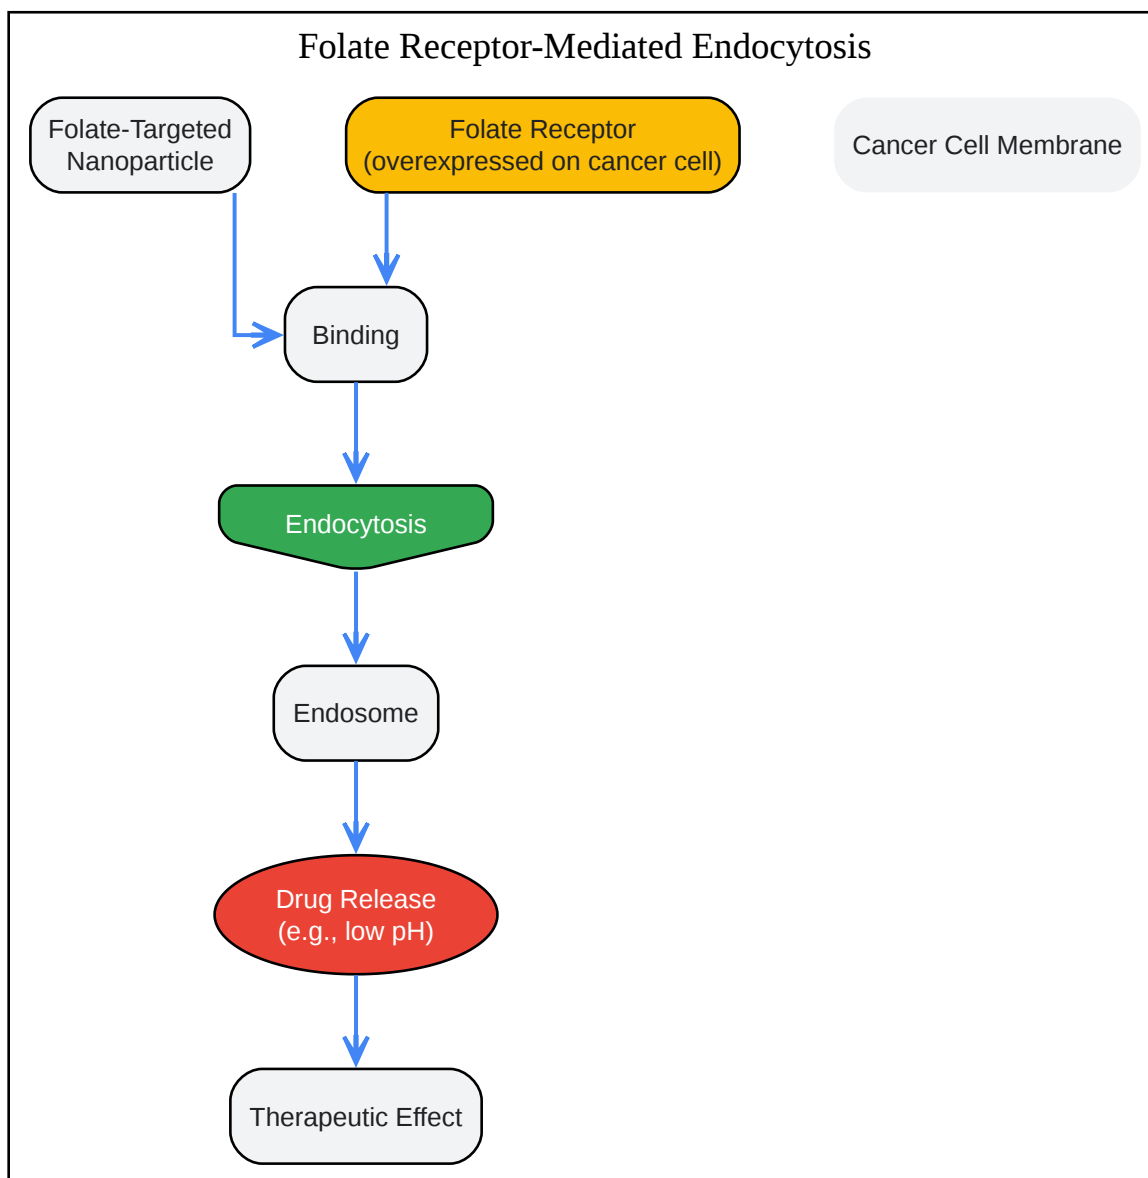 Folate Receptor-Mediated Endocytosis
Folate-Targeted
Nanoparticle
Folate Receptor
(overexpressed on cancer cell)
Cancer Cell Membrane
Binding
Endocytosis
Endosome
Drug Release
(e.g., low pH)
Therapeutic Effect